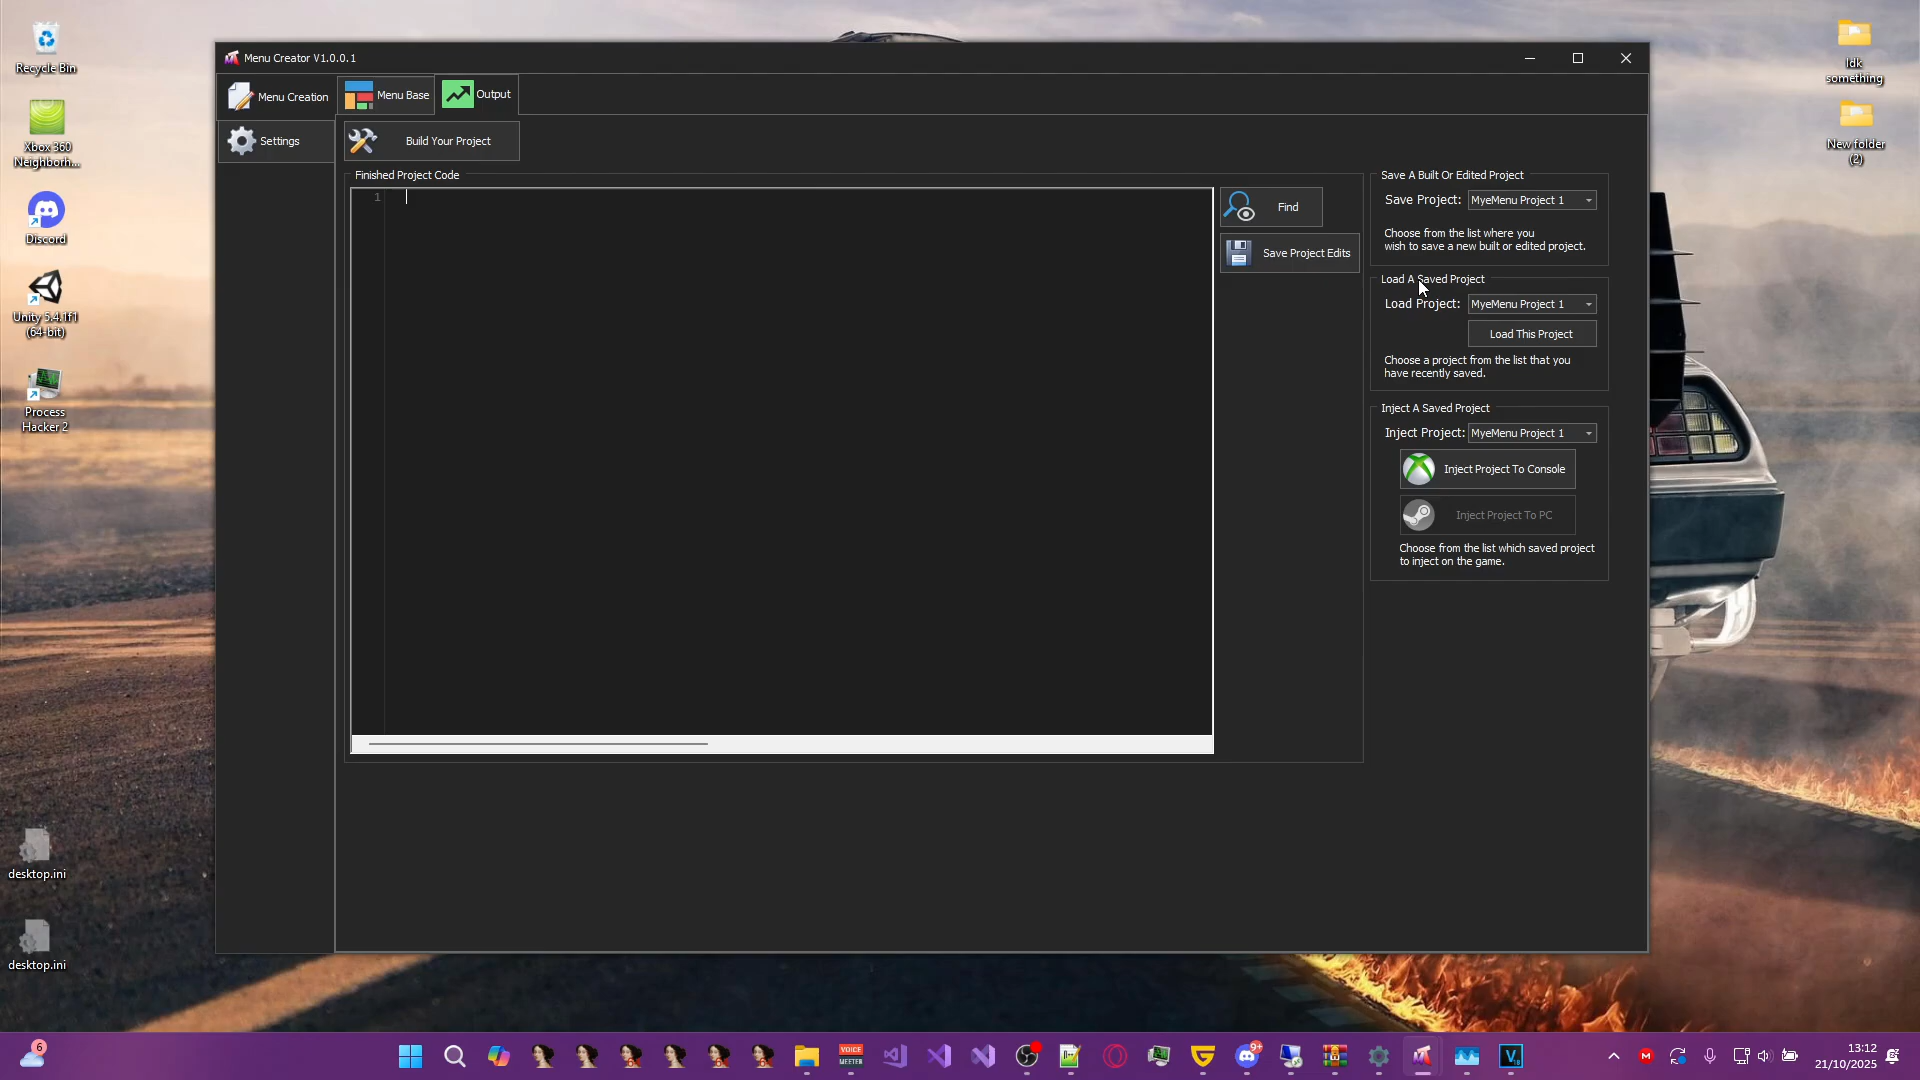 Recycle Bin
Xbox 360
Neighborh...
Discord
Unity 5.4.1f1
(64-bit)
Process
Hacker 2
desktop.ini
desktop.ini
Idk
something
New folder
(2)
Menu Creator V1.0.0.1
Menu Creation
Menu Base
Output
Settings
Build Your Project
Finished Project Code
1
Find
Save Project Edits
Save A Built Or Edited Project
Save Project:
MyeMenu Project 1
Choose from the list where you
wish to save a new built or edited project.
Load A Saved Project
Load Project:
MyeMenu Project 1
Load This Project
Choose a project from the list that you
have recently saved.
Inject A Saved Project
Inject Project:
MyeMenu Project 1
Inject Project To Console
Inject Project To PC
Choose from the list which saved project
to inject on the game.
6
VOICE
MEETER
9+
M
13:12
21/10/2025